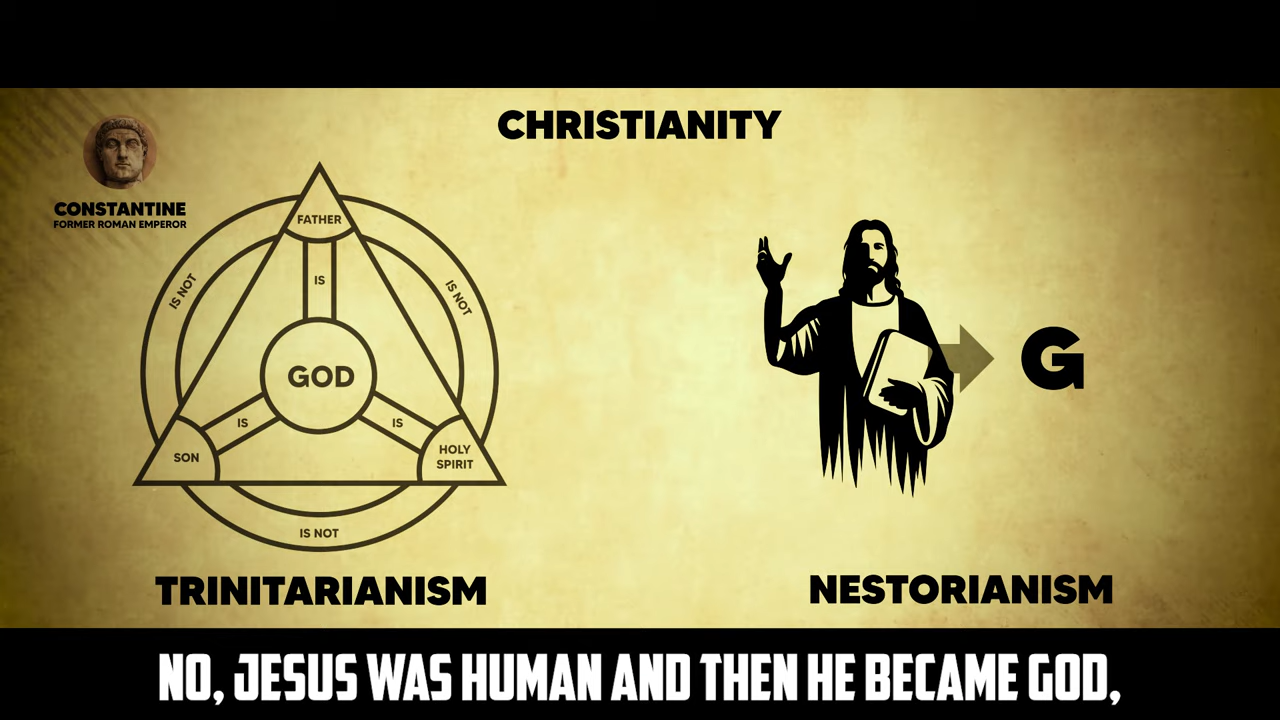 CHRISTIANITY
CONSTANTINE
FORMER ROMAN EMPEROR
FATHER
IS NOT
IS
IS NOT
GOD
IS
IS
SON
HOLY
SPIRIT
IS NOT
G
TRINITARIANISM
NESTORIANISM
NO, JESUS WAS HUMAN AND THEN HE BECAME GOD,